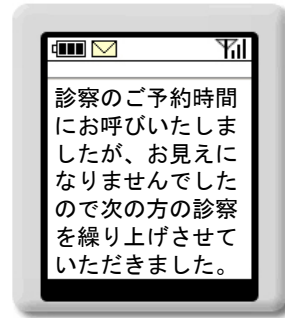 診察のご予約時間
にお呼びいたしま
したが、お見えに
なりませんでした
ので次の方の診察
を繰り上げさせて
いただきました。